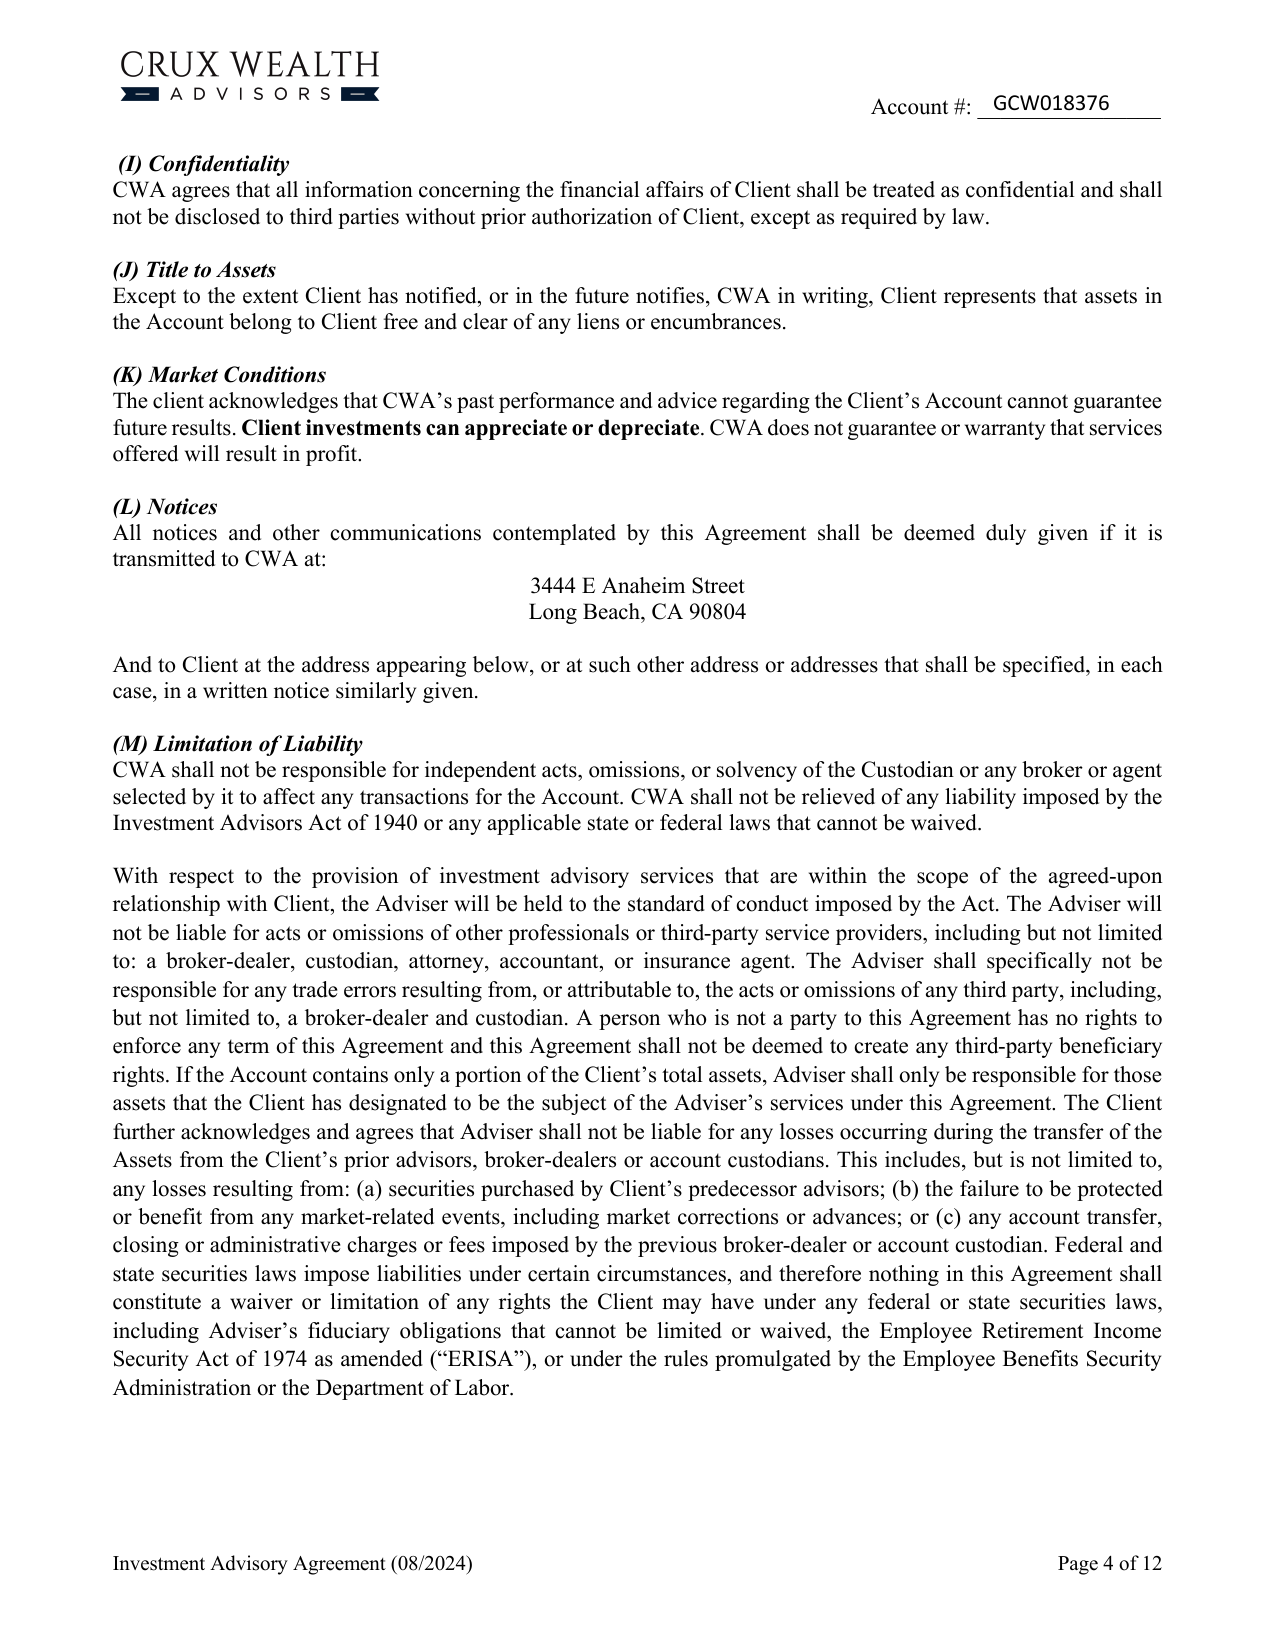 CRUX WEALTH
ADVISORS
Account #: GCW018376
(I) Confidentiality
CWA agrees that all information concerning the financial affairs of Client shall be treated as confidential and shall
not be disclosed to third parties without prior authorization of Client, except as required by law.
(J) Title to Assets
Except to the extent Client has notified, or in the future notifies, CWA in writing, Client represents that assets in
the Account belong to Client free and clear of any liens or encumbrances.
(K) Market Conditions
The client acknowledges that CWA’s past performance and advice regarding the Client’s Account cannot guarantee
future results. Client investments can appreciate or depreciate. CWA does not guarantee or warranty that services
offered will result in profit.
(L) Notices
All notices and other communications contemplated by this Agreement shall be deemed duly given if it is
transmitted to CWA at:
3444 E Anaheim Street
Long Beach, CA 90804
And to Client at the address appearing below, or at such other address or addresses that shall be specified, in each
case, in a written notice similarly given.
(M) Limitation of Liability
CWA shall not be responsible for independent acts, omissions, or solvency of the Custodian or any broker or agent
selected by it to affect any transactions for the Account. CWA shall not be relieved of any liability imposed by the
Investment Advisors Act of 1940 or any applicable state or federal laws that cannot be waived.
With respect to the provision of investment advisory services that are within the scope of the agreed-upon
relationship with Client, the Adviser will be held to the standard of conduct imposed by the Act. The Adviser will
not be liable for acts or omissions of other professionals or third-party service providers, including but not limited
to: a broker-dealer, custodian, attorney, accountant, or insurance agent. The Adviser shall specifically not be
responsible for any trade errors resulting from, or attributable to, the acts or omissions of any third party, including,
but not limited to, a broker-dealer and custodian. A person who is not a party to this Agreement has no rights to
enforce any term of this Agreement and this Agreement shall not be deemed to create any third-party beneficiary
rights. If the Account contains only a portion of the Client’s total assets, Adviser shall only be responsible for those
assets that the Client has designated to be the subject of the Adviser’s services under this Agreement. The Client
further acknowledges and agrees that Adviser shall not be liable for any losses occurring during the transfer of the
Assets from the Client’s prior advisors, broker-dealers or account custodians. This includes, but is not limited to,
any losses resulting from: (a) securities purchased by Client’s predecessor advisors; (b) the failure to be protected
or benefit from any market-related events, including market corrections or advances; or (c) any account transfer,
closing or administrative charges or fees imposed by the previous broker-dealer or account custodian. Federal and
state securities laws impose liabilities under certain circumstances, and therefore nothing in this Agreement shall
constitute a waiver or limitation of any rights the Client may have under any federal or state securities laws,
including Adviser’s fiduciary obligations that cannot be limited or waived, the Employee Retirement Income
Security Act of 1974 as amended (“ERISA”), or under the rules promulgated by the Employee Benefits Security
Administration or the Department of Labor.
Investment Advisory Agreement (08/2024) Page 4 of 12